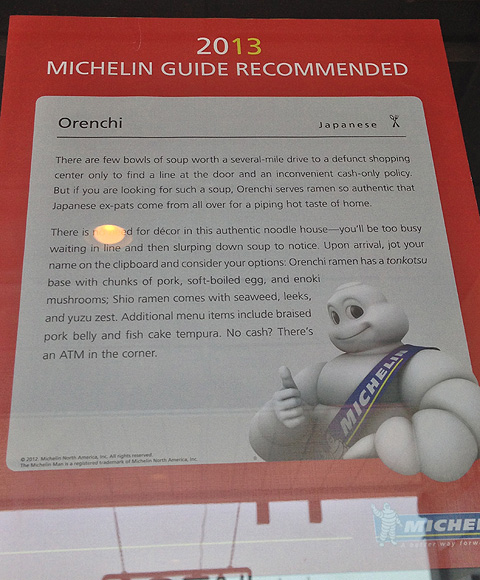 2013
MICHELIN GUIDE RECOMMENDED
Orenchi
Japanese
There are few bowls of soup worth a several-mile drive to a defunct shopping
center only to find a line at the door and an inconvenient cash-only policy.
But if you are looking for such a soup, Orenchi serves ramen so authentic that
Japanese ex-pats come from all over for a piping hot taste of home.
There is for décor in this authentic noodle house—you'll be too busy
waiting in line and then slurping down soup to notice. Upon arrival, jot your
name on the clipboard and consider your options: Orenchi ramen has a tonkotsu
base with chunks of pork, soft-boiled egg, and enoki
mushrooms; Shio ramen comes with seaweed, leeks,
and yuzu zest. Additional menu items include braised
pork belly and fish cake tempura. No cash? There's
an ATM in the corner.
MICHELIN
© 2012 Michelin North America, Inc. All rights reserved.
The Michelin Man is a registered trademark of Michelin North America, Inc.
MICHEL
a better way forw